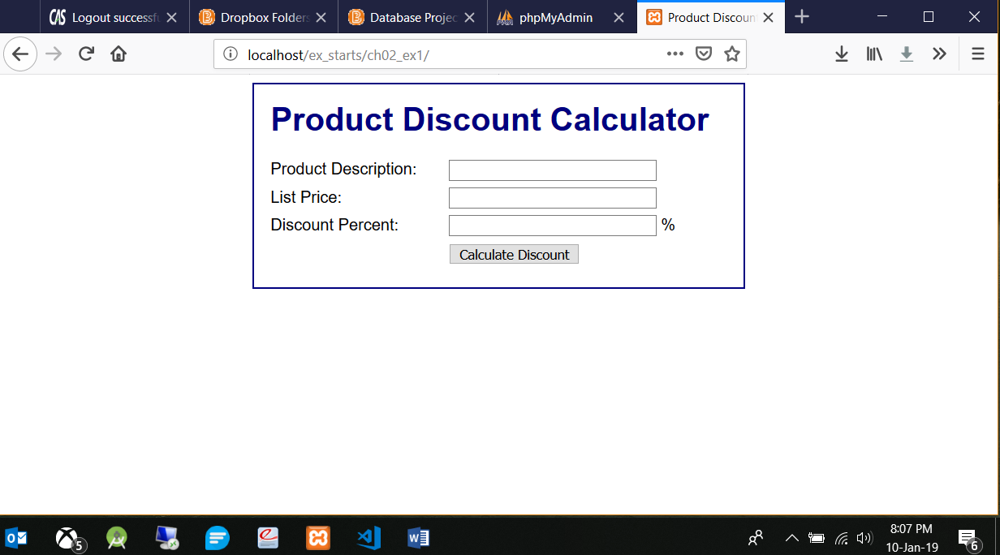 CAS Logout successfu
Dropbox Folders
Database Projec
phpMyAdmin
Product Discoun
localhost/ex_starts/ch02_ex1/
Product Discount Calculator
Product Description:
List Price:
Discount Percent: %
Calculate Discount
8:07 PM
10-Jan-19
5
6